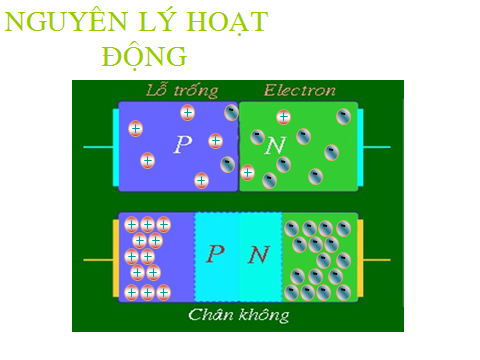 NGUYÊN LÝ HOẠT
ĐỘNG
Lỗ trống Electron
P N
P N
Chân không